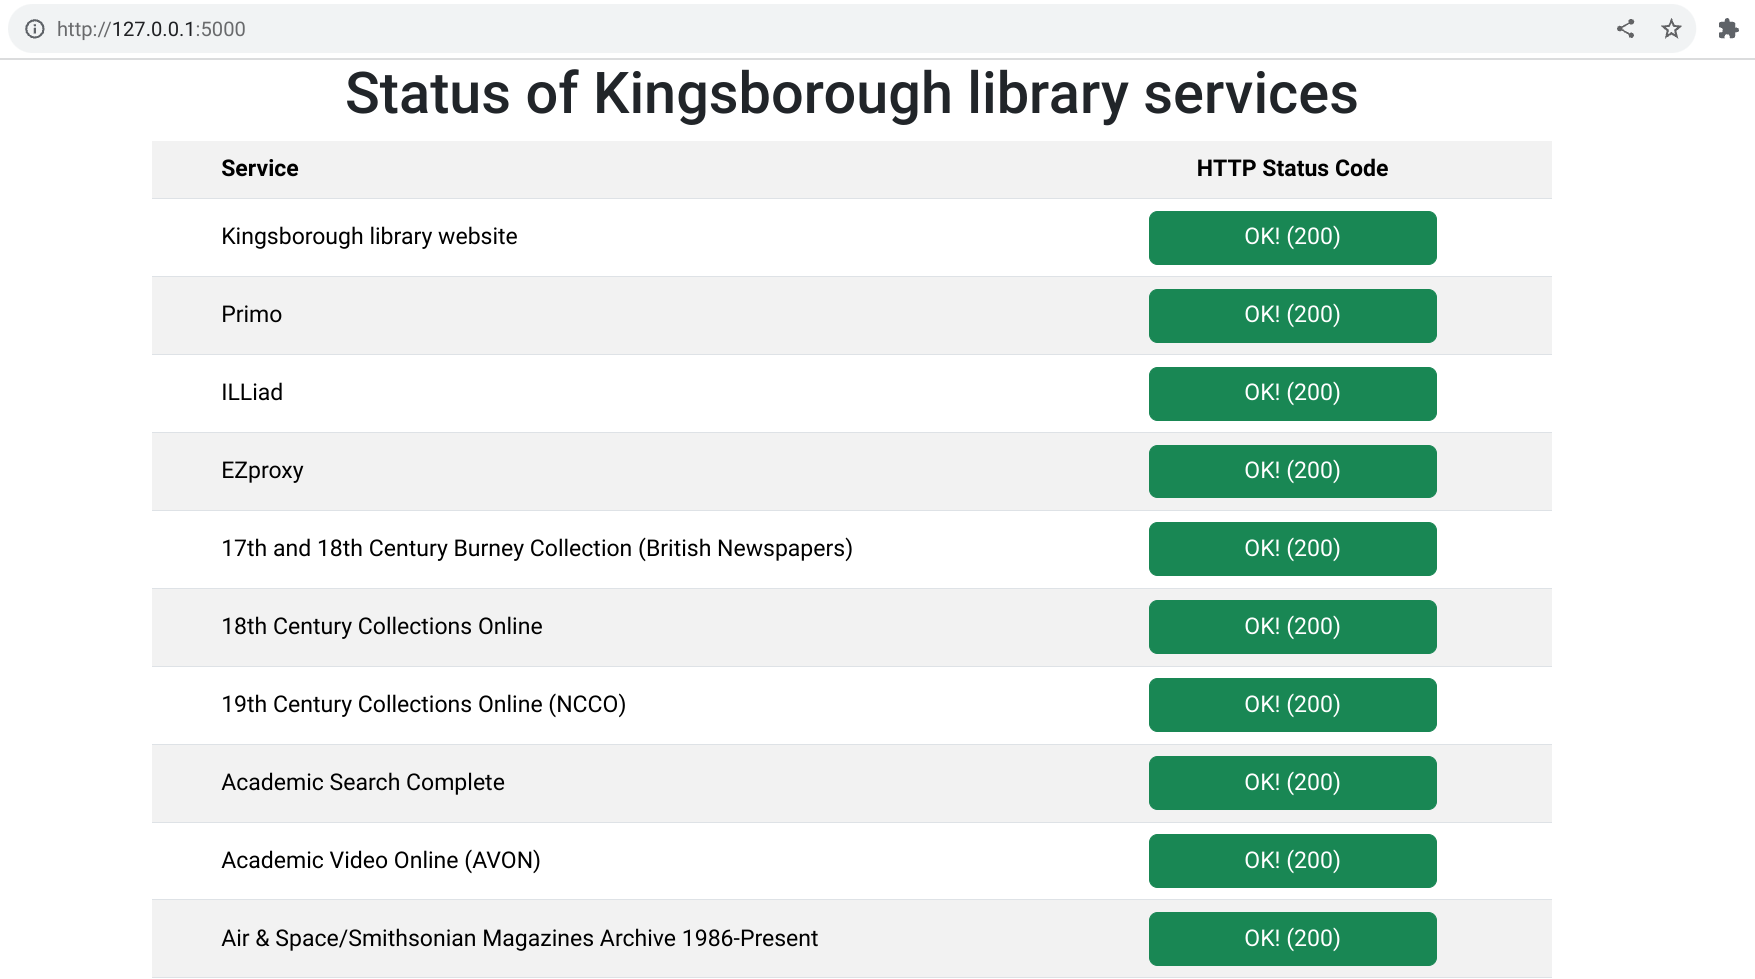 http://127.0.0.1:5000
Status of Kingsborough library services
Service HTTP Status Code
Kingsborough library website OK! (200)
Primo OK! (200)
ILLiad OK! (200)
EZproxy OK! (200)
17th and 18th Century Burney Collection (British Newspapers) OK! (200)
18th Century Collections Online OK! (200)
19th Century Collections Online (NCCO) OK! (200)
Academic Search Complete OK! (200)
Academic Video Online (AVON) OK! (200)
Air & Space/Smithsonian Magazines Archive 1986-Present OK! (200)